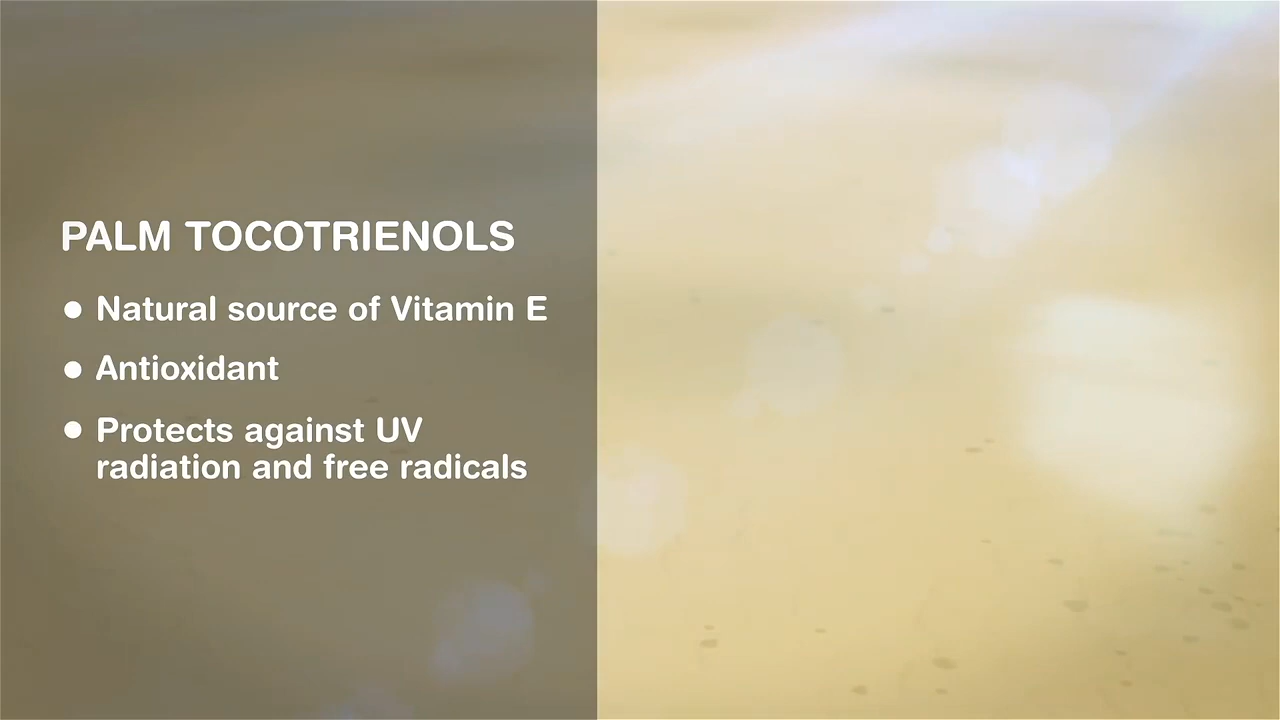 PALM TOCOTRIENOLS
● Natural source of Vitamin E
● Antioxidant
● Protects against UV
radiation and free radicals